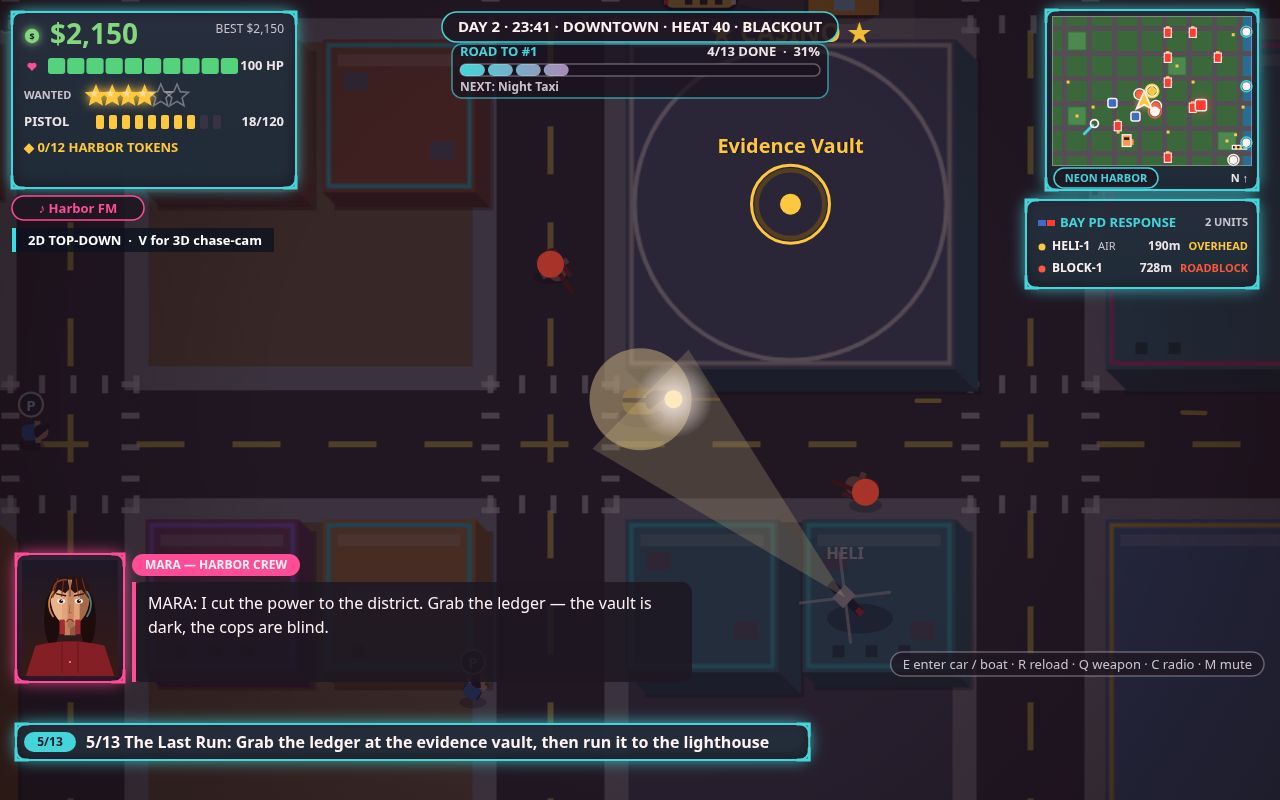 $ $2,150 BEST $2,150
100 HP
WANTED
PISTOL 18/120
◆ 0/12 HARBOR TOKENS
♪ Harbor FM
2D TOP-DOWN · V for 3D chase-cam
DAY 2 · 23:41 · DOWNTOWN · HEAT 40 · BLACKOUT
ROAD TO #1 4/13 DONE · 31%
NEXT: Night Taxi
NEON HARBOR N ↑
BAY PD RESPONSE 2 UNITS
HELI-1 AIR 190m OVERHEAD
BLOCK-1 728m ROADBLOCK
Evidence Vault
P
HELI
MARA — HARBOR CREW
MARA: I cut the power to the district. Grab the ledger — the vault is
dark, the cops are blind.
P
E enter car / boat · R reload · Q weapon · C radio · M mute
5/13 5/13 The Last Run: Grab the ledger at the evidence vault, then run it to the lighthouse